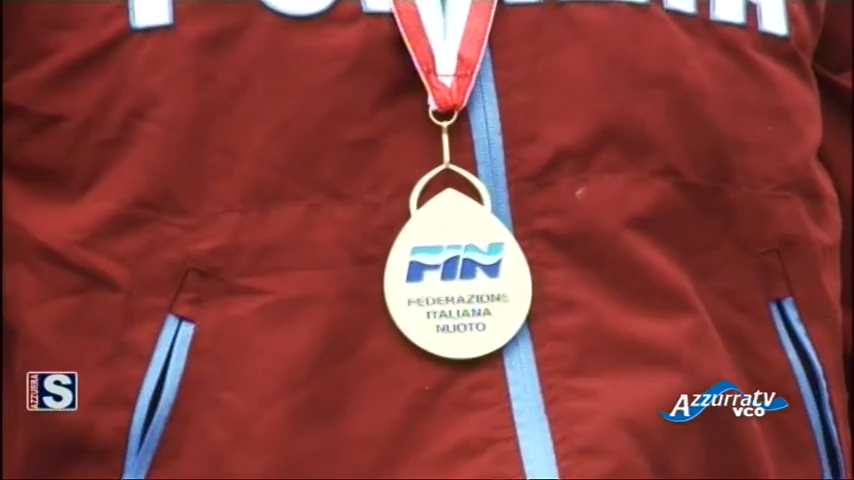 FIN
FEDERAZIONE
ITALIANA
NUOTO
AZZURRA S
Azzurratv
VCO